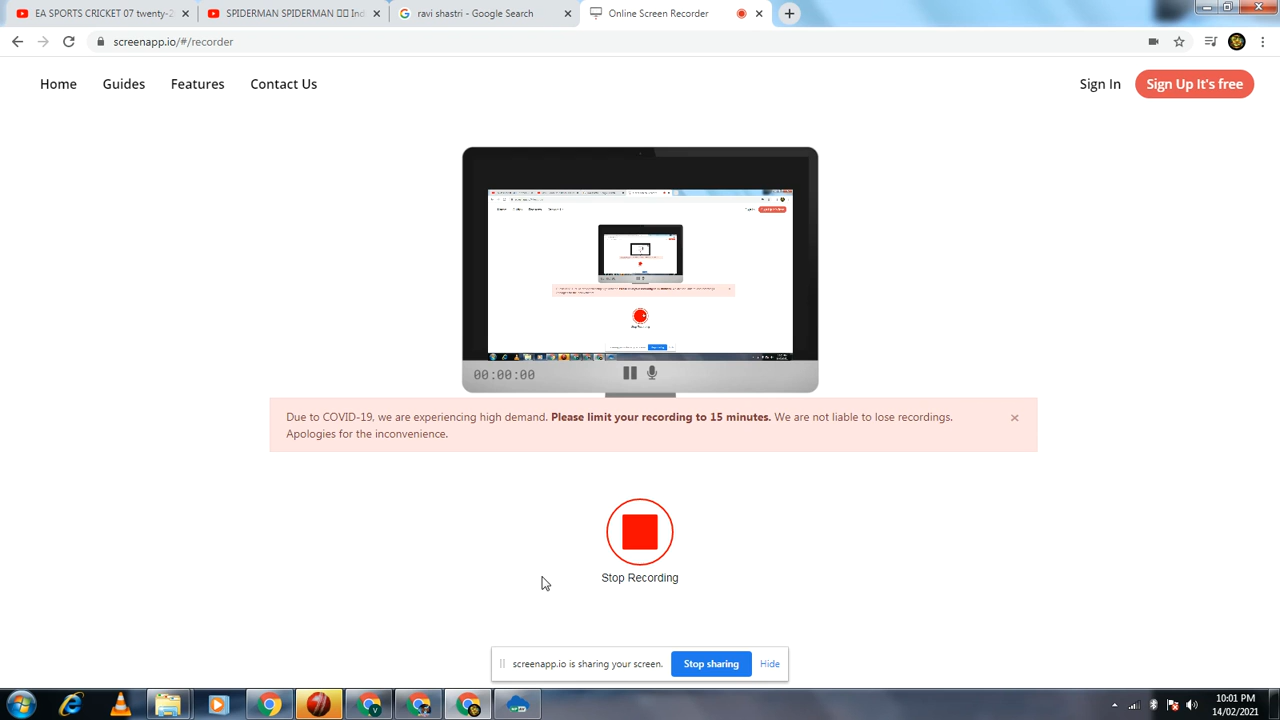 EA SPORTS CRICKET 07 twenty-2
SPIDERMAN SPIDERMAN 🇮🇳 Ind
ravi shastri - Google Search
Online Screen Recorder
screenapp.io/#/recorder
Home Guides Features Contact Us
Sign In Sign Up It's free
00:00:00
Due to COVID-19, we are experiencing high demand. Please limit your recording to 15 minutes. We are not liable to lose recordings.
Apologies for the inconvenience.
Stop Recording
screenapp.io is sharing your screen. Stop sharing Hide
10:01 PM
14/02/2021